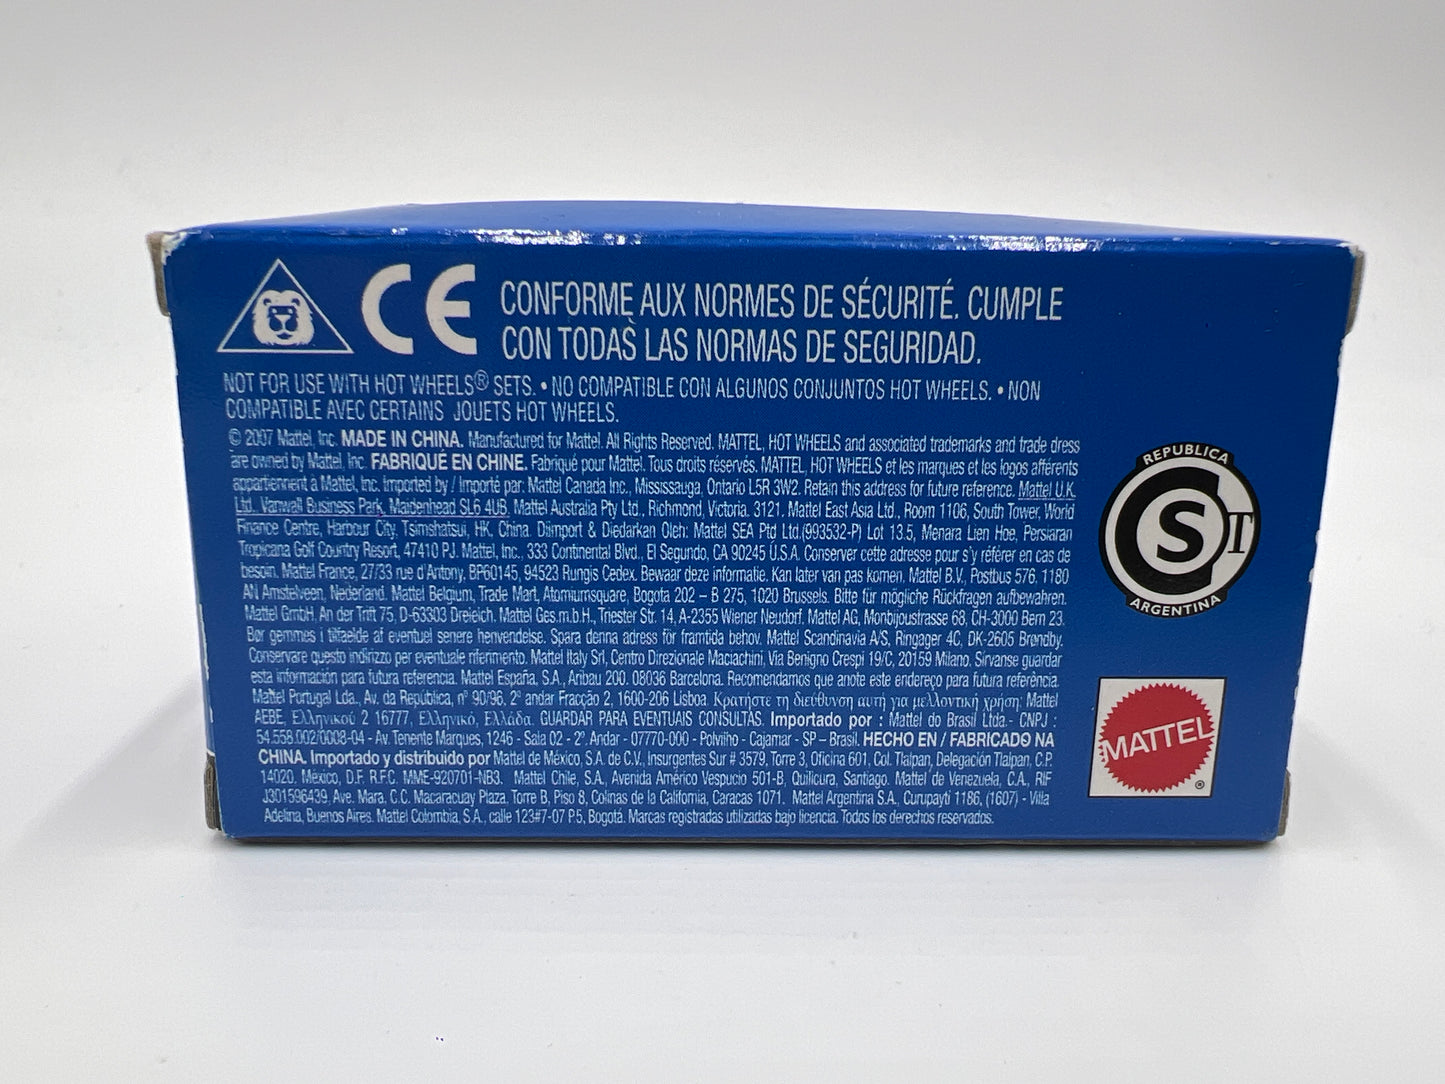 CE CONFORME AUX NORMES DE SÉCURITÉ. CUMPLE
CON TODAS LAS NORMAS DE SEGURIDAD.
NOT FOR USE WITH HOT WHEELS® SETS. • NO COMPATIBLE CON ALGUNOS CONJUNTOS HOT WHEELS. • NON
COMPATIBLE AVEC CERTAINS JOUETS HOT WHEELS.
© 2007 Mattel, Inc. MADE IN CHINA. Manufactured for Mattel. All Rights Reserved. MATTEL, HOT WHEELS and associated trademarks and trade dress
are owned by Mattel, Inc. FABRIQUÉ EN CHINE. Fabriqué pour Mattel. Tous droits réservés. MATTEL, HOT WHEELS et les marques et les logos afférents
appartiennent à Mattel, Inc. Imported by / Importé par: Mattel Canada Inc., Mississauga, Ontario L5R 3W2. Retain this address for future reference. Mattel U.K.
Ltd., Vanwall Business Park, Maidenhead SL6 4UB. Mattel Australia Pty Ltd., Richmond, Victoria. 3121. Mattel East Asia Ltd., Room 1106, South Tower, World
Finance Centre, Harbour City, Tsimshatsui, HK, China. Diimport & Diedarkan Oleh: Mattel SEA Ptd Ltd.(993532-P) Lot 13.5, Menara Lien Hoe, Persiaran
Tropicana Golf Country Resort, 47410 PJ. Mattel, Inc., 333 Continental Blvd., El Segundo, CA 90245 U.S.A. Conserver cette adresse pour s'y référer en cas de
besoin. Mattel France, 27/33 rue d'Antony, BP60145, 94523 Rungis Cedex. Bewaar deze informatie. Kan later van pas komen. Mattel B.V., Postbus 576, 1180
AN Amstelveen, Nederland. Mattel Belgium, Trade Mart, Atomiumsquare, Bogota 202 – B 275, 1020 Brussels. Bitte für mögliche Rückfragen aufbewahren.
Mattel GmbH, An der Trift 75, D-63303 Dreieich. Mattel Ges.m.b.H., Triester Str. 14, A-2355 Wiener Neudorf. Mattel AG, Monbijoustrasse 68, CH-3000 Bern 23.
Bør gemmes i tilfælde af eventuel senere henvendelse. Spara denna adress för framtida behov. Mattel Scandinavia A/S, Ringager 4C, DK-2605 Brøndby.
Conservare questo indirizzo per eventuale riferimento. Mattel Italy Srl, Centro Direzionale Maciachini, Via Benigno Crespi 19/C, 20159 Milano. Sírvanse guardar
esta información para futura referencia. Mattel España, S.A., Aribau 200. 08036 Barcelona. Recomendamos que anote este endereço para futura referência.
Mattel Portugal Lda., Av. da República, nº 90/96, 2º andar Fracção 2, 1600-206 Lisboa. Κρατήστε τη διεύθυνση αυτή για μελλοντική χρήση: Mattel
AEBE, Ελληνικού 2 16777, Ελληνικό, Ελλάδα. GUARDAR PARA EVENTUAIS CONSULTAS. Importado por : Mattel do Brasil Ltda.- CNPJ :
54.558.002/0008-04 - Av. Tenente Marques, 1246 - Sala 02 - 2º. Andar - 07770-000 - Polvilho - Cajamar - SP – Brasil. HECHO EN / FABRICADO NA
CHINA. Importado y distribuido por Mattel de México, S.A. de C.V., Insurgentes Sur # 3579, Torre 3, Oficina 601, Col. Tlalpan, Delegación Tlalpan, C.P.
14020, México, D.F. R.F.C. MME-920701-NB3. Mattel Chile, S.A., Avenida Américo Vespucio 501-B, Quilicura, Santiago. Mattel de Venezuela, C.A., RIF
J301596439, Ave. Mara, C.C. Macaracuay Plaza, Torre B, Piso 8, Colinas de la California, Caracas 1071. Mattel Argentina S.A., Curupaytí 1186, (1607) - Villa
Adelina, Buenos Aires. Mattel Colombia, S.A., calle 123#7-07 P.5, Bogotá. Marcas registradas utilizadas bajo licencia. Todos los derechos reservados.
REPUBLICA
C S T
ARGENTINA
MATTEL ®